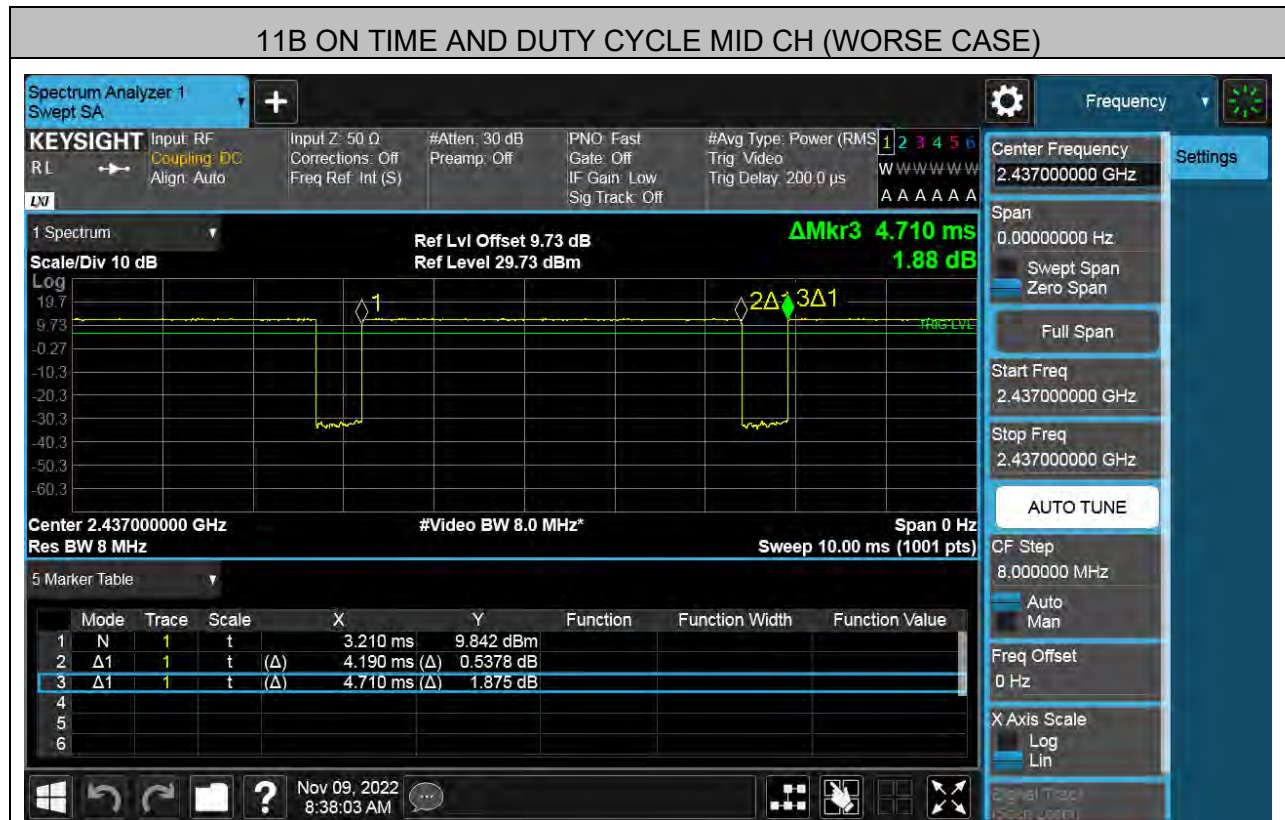 11B ON TIME AND DUTY CYCLE MID CH (WORSE CASE)
Spectrum Analyzer 1
Swept SA
+
Frequency
KEYSIGHT
RL
LXI
Input: RF
Coupling: DC
Align: Auto
Input Z: 50 Ω
Corrections: Off
Freq Ref: Int (S)
#Atten: 30 dB
Preamp: Off
PNO: Fast
Gate: Off
IF Gain: Low
Sig Track: Off
#Avg Type: Power (RMS
Trig: Video
Trig Delay: 200.0 µs
1 2 3 4 5 6
W W W W W W
A A A A A A
1 Spectrum
Scale/Div 10 dB
Ref Lvl Offset 9.73 dB
Ref Level 29.73 dBm
ΔMkr3 4.710 ms
1.88 dB
Log
19.7
9.73
-0.27
-10.3
-20.3
-30.3
-40.3
-50.3
-60.3
1
2Δ1
3Δ1
TRIG LVL
Center 2.437000000 GHz
#Video BW 8.0 MHz*
Span 0 Hz
Res BW 8 MHz
Sweep 10.00 ms (1001 pts)
5 Marker Table
Mode Trace Scale X Y Function Function Width Function Value
1 N 1 t 3.210 ms 9.842 dBm
2 Δ1 1 t (Δ) 4.190 ms (Δ) 0.5378 dB
3 Δ1 1 t (Δ) 4.710 ms (Δ) 1.875 dB
4
5
6
?
Nov 09, 2022
8:38:03 AM
Center Frequency
2.437000000 GHz
Settings
Span
0.00000000 Hz
Swept Span
Zero Span
Full Span
Start Freq
2.437000000 GHz
Stop Freq
2.437000000 GHz
AUTO TUNE
CF Step
8.000000 MHz
Auto
Man
Freq Offset
0 Hz
X Axis Scale
Log
Lin
Signal Track